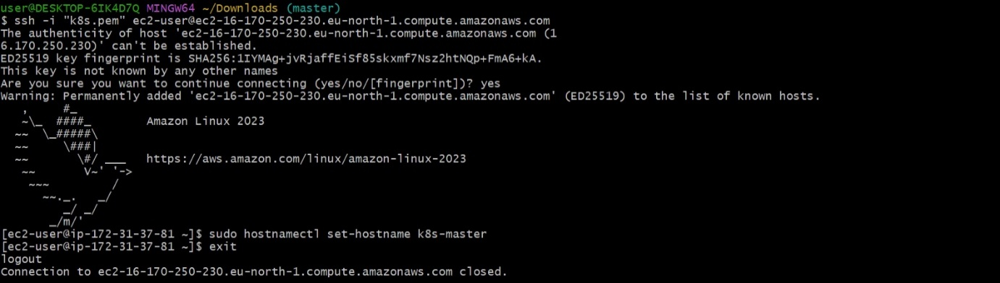 user@DESKTOP-6IK4D7Q MINGW64 ~/Downloads (master)
$ ssh -i "k8s.pem" ec2-user@ec2-16-170-250-230.eu-north-1.compute.amazonaws.com
The authenticity of host 'ec2-16-170-250-230.eu-north-1.compute.amazonaws.com (1
6.170.250.230)' can't be established.
ED25519 key fingerprint is SHA256:1IYMAg+jvRjaffEiSf85skxmf7Nsz2htNQp+FmA6+kA.
This key is not known by any other names
Are you sure you want to continue connecting (yes/no/[fingerprint])? yes
Warning: Permanently added 'ec2-16-170-250-230.eu-north-1.compute.amazonaws.com' (ED25519) to the list of known hosts.
   ,     #_
   ~\_  ####_        Amazon Linux 2023
  ~~  \_#####\
  ~~     \###|
  ~~       \#/ ___   https://aws.amazon.com/linux/amazon-linux-2023
   ~~       V~' '->
    ~~~         /
      ~~._.   _/
         _/ _/
       _/m/'
[ec2-user@ip-172-31-37-81 ~]$ sudo hostnamectl set-hostname k8s-master
[ec2-user@ip-172-31-37-81 ~]$ exit
logout
Connection to ec2-16-170-250-230.eu-north-1.compute.amazonaws.com closed.